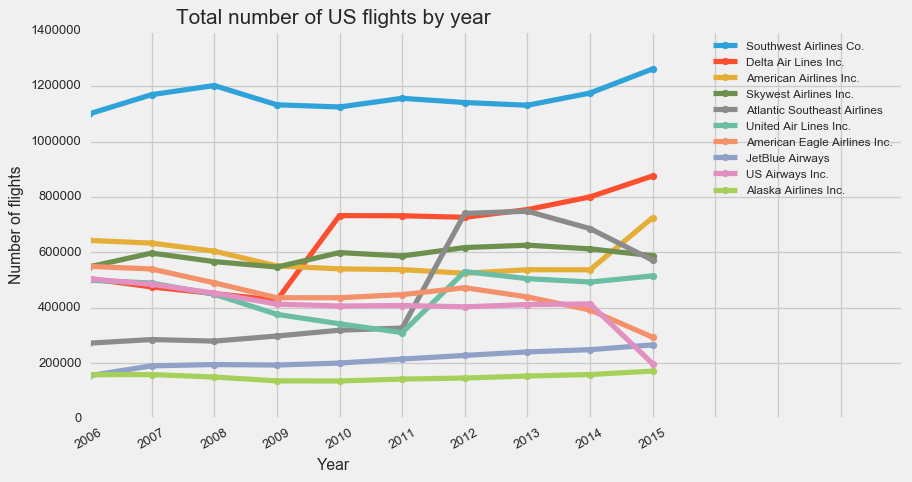 Total number of US flights by year
1400000
1200000
1000000
800000
600000
400000
200000
0
Number of flights
2006
2007
2008
2009
2010
2011
2012
2013
2014
2015
Year
Southwest Airlines Co.
Delta Air Lines Inc.
American Airlines Inc.
Skywest Airlines Inc.
Atlantic Southeast Airlines
United Air Lines Inc.
American Eagle Airlines Inc.
JetBlue Airways
US Airways Inc.
Alaska Airlines Inc.